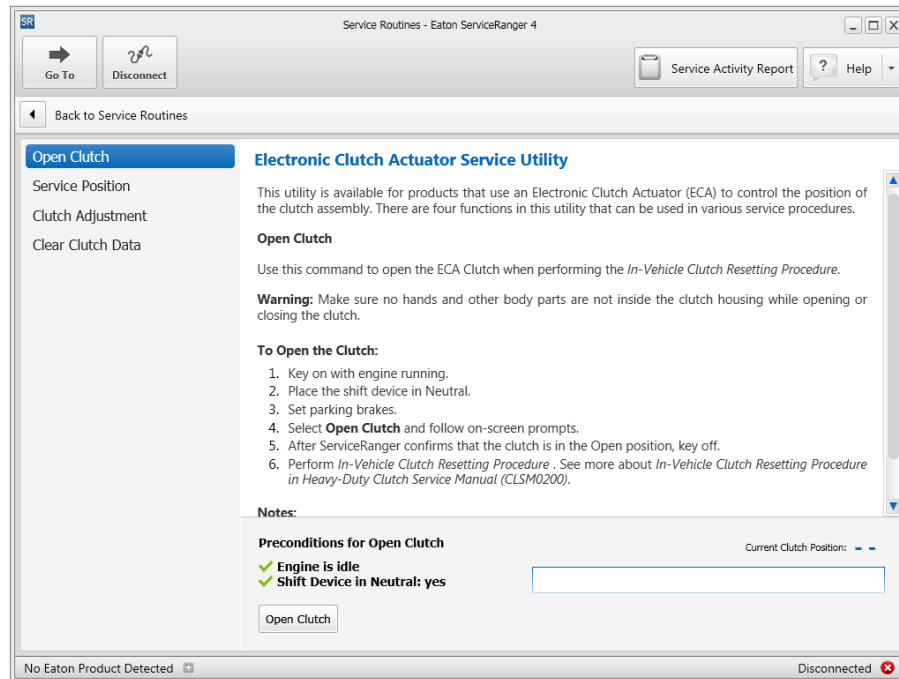 SR
Service Routines - Eaton ServiceRanger 4
Go To
Disconnect
Service Activity Report
? Help
Back to Service Routines
Open Clutch
Service Position
Clutch Adjustment
Clear Clutch Data
Electronic Clutch Actuator Service Utility
This utility is available for products that use an Electronic Clutch Actuator (ECA) to control the position of
the clutch assembly. There are four functions in this utility that can be used in various service procedures.
Open Clutch
Use this command to open the ECA Clutch when performing the In-Vehicle Clutch Resetting Procedure.
Warning: Make sure no hands and other body parts are not inside the clutch housing while opening or
closing the clutch.
To Open the Clutch:
1. Key on with engine running.
2. Place the shift device in Neutral.
3. Set parking brakes.
4. Select Open Clutch and follow on-screen prompts.
5. After ServiceRanger confirms that the clutch is in the Open position, key off.
6. Perform In-Vehicle Clutch Resetting Procedure . See more about In-Vehicle Clutch Resetting Procedure
in Heavy-Duty Clutch Service Manual (CLSM0200).
Notes:
Preconditions for Open Clutch
Current Clutch Position: - -
Engine is idle
Shift Device in Neutral: yes
Open Clutch
No Eaton Product Detected
Disconnected